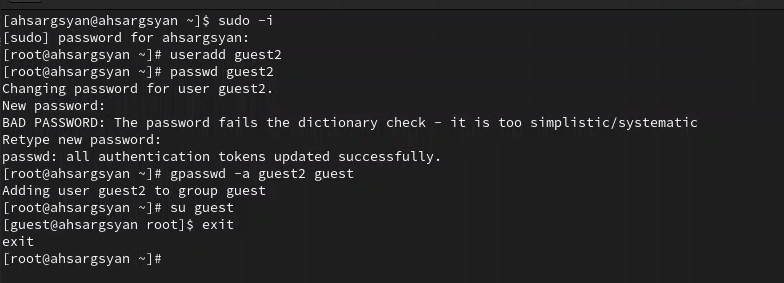 [ahsargsyan@ahsargsyan ~]$ sudo -i
[sudo] password for ahsargsyan:
[root@ahsargsyan ~]# useradd guest2
[root@ahsargsyan ~]# passwd guest2
Changing password for user guest2.
New password:
BAD PASSWORD: The password fails the dictionary check - it is too simplistic/systematic
Retype new password:
passwd: all authentication tokens updated successfully.
[root@ahsargsyan ~]# gpasswd -a guest2 guest
Adding user guest2 to group guest
[root@ahsargsyan ~]# su guest
[guest@ahsargsyan root]$ exit
exit
[root@ahsargsyan ~]#